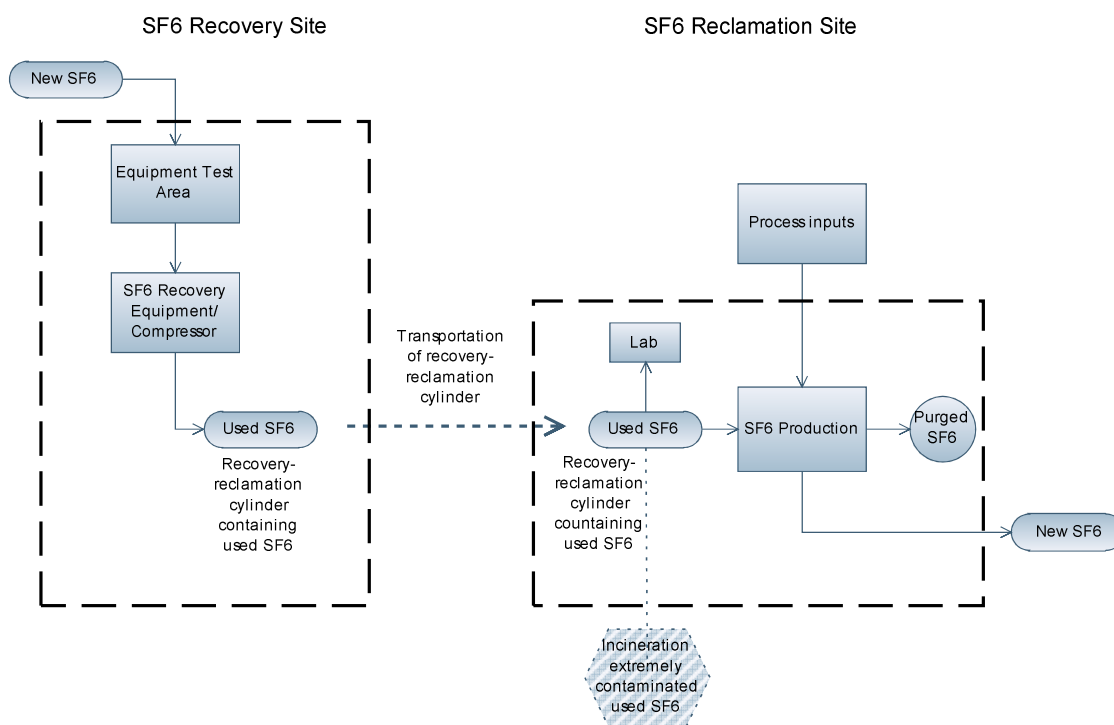 SF6 Recovery Site
SF6 Reclamation Site
New SF6
Equipment Test
Area
SF6 Recovery
Equipment/
Compressor
Used SF6
Recovery-
reclamation
cylinder
containing
used SF6
Transportation
of recovery-
reclamation
cylinder
Process inputs
Lab
Used SF6
Recovery-
reclamation
cylinder
countaining
used SF6
SF6 Production
Purged
SF6
New SF6
Incineration
extremely
contaminated
used SF6